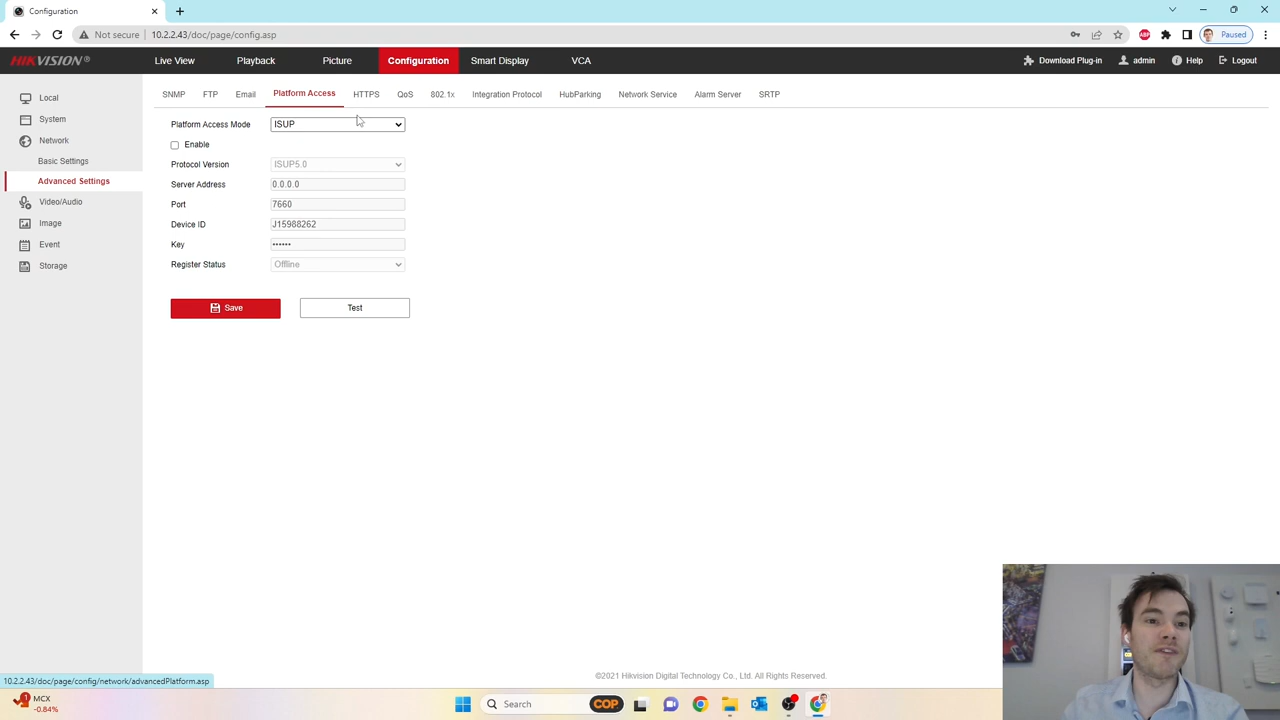 Configuration
Not secure 10.2.2.43/doc/page/config.asp
ABP
Paused
HIKVISION®
Live View
Playback
Picture
Configuration
Smart Display
VCA
Download Plug-in
admin
Help
Logout
Local
System
Network
Basic Settings
Advanced Settings
Video/Audio
Image
Event
Storage
SNMP
FTP
Email
Platform Access
HTTPS
QoS
802.1x
Integration Protocol
HubParking
Network Service
Alarm Server
SRTP
Platform Access Mode ISUP
Enable
Protocol Version ISUP5.0
Server Address 0.0.0.0
Port 7660
Device ID J15988262
Key ••••••
Register Status Offline
Save
Test
©2021 Hikvision Digital Technology Co., Ltd. All Rights Reserved.
10.2.2.43/doc/page/config/network/advancedPlatform.asp
1
MCX
-0.84%
Search
COP